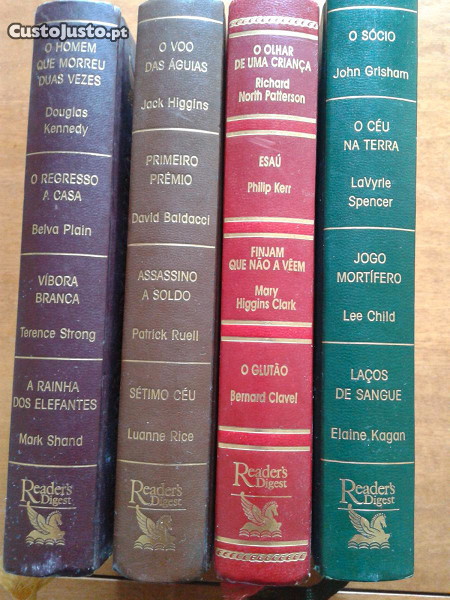 CustoJusto.pt
O HOMEM
QUE MORREU
DUAS VEZES
Douglas
Kennedy
O REGRESSO
A CASA
Belva Plain
VÍBORA
BRANCA
Terence Strong
A RAINHA
DOS ELEFANTES
Mark Shand
Reader's
Digest
O VOO
DAS ÁGUIAS
Jack Higgins
PRIMEIRO
PRÉMIO
David Baldacci
ASSASSINO
A SOLDO
Patrick Ruell
SÉTIMO CÉU
Luanne Rice
Reader's
Digest
O OLHAR
DE UMA CRIANÇA
Richard
North Patterson
ESAÚ
Philip Kerr
FINJAM
QUE NÃO A VÊEM
Mary
Higgins Clark
O GLUTÃO
Bernard Clavel
Reader's
Digest
O SÓCIO
John Grisham
O CÉU
NA TERRA
LaVyrle
Spencer
JOGO
MORTÍFERO
Lee Child
LAÇOS
DE SANGUE
Elaine Kagan
Reader's
Digest